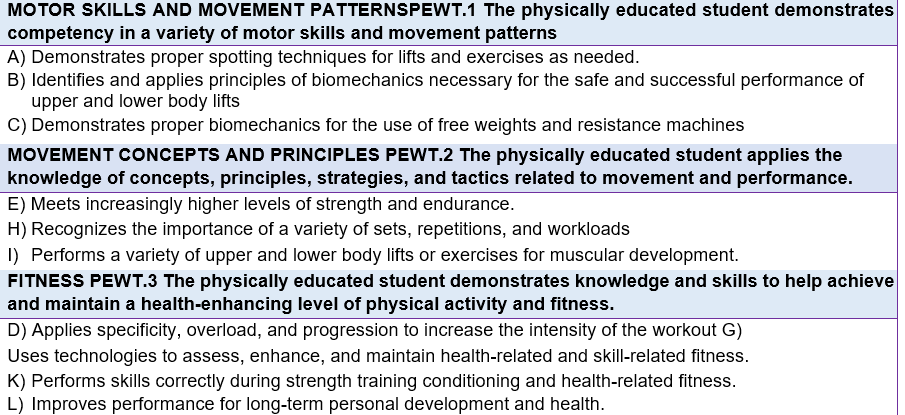 MOTOR SKILLS AND MOVEMENT PATTERNSPEWT.1 The physically educated student demonstrates
competency in a variety of motor skills and movement patterns
A) Demonstrates proper spotting techniques for lifts and exercises as needed.
B) Identifies and applies principles of biomechanics necessary for the safe and successful performance of
upper and lower body lifts
C) Demonstrates proper biomechanics for the use of free weights and resistance machines
MOVEMENT CONCEPTS AND PRINCIPLES PEWT.2 The physically educated student applies the
knowledge of concepts, principles, strategies, and tactics related to movement and performance.
E) Meets increasingly higher levels of strength and endurance.
H) Recognizes the importance of a variety of sets, repetitions, and workloads
I) Performs a variety of upper and lower body lifts or exercises for muscular development.
FITNESS PEWT.3 The physically educated student demonstrates knowledge and skills to help achieve
and maintain a health-enhancing level of physical activity and fitness.
D) Applies specificity, overload, and progression to increase the intensity of the workout G)
Uses technologies to assess, enhance, and maintain health-related and skill-related fitness.
K) Performs skills correctly during strength training conditioning and health-related fitness.
L) Improves performance for long-term personal development and health.